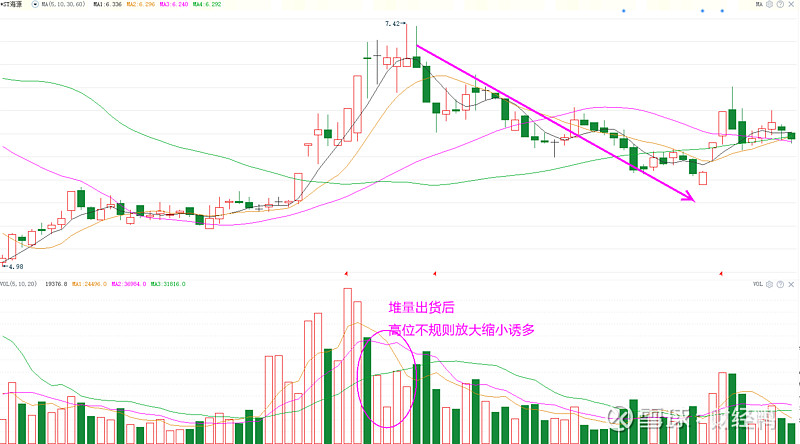 *ST海源 MA(5,10,30,60) MA1:6.336 MA2:6.296 MA3:6.240 MA4:6.292 MA
7.42
4.98
VOL(5,10,20) 19376.8 MA1:24496.0 MA2:36984.0 MA3:31816.0 VOL
堆量出货后
高位不规则放大缩小诱多
雪球·财经鸭